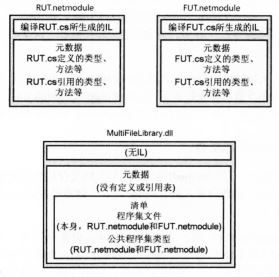 RUT.netmodule
编译RUT.cs所生成的IL
元数据
RUT.cs定义的类型、
方法等
RUT.cs引用的类型、
方法等
FUT.netmodule
编译FUT.cs所生成的IL
元数据
FUT.cs定义的类型、
方法等
FUT.cs引用的类型、
方法等
MultiFileLibrary.dll
(无IL)
元数据
(没有定义或引用表)
清单
程序集文件
(本身，RUT.netmodule和FUT.netmodule)
公共程序集类型
(RUT.netmodule和FUT.netmodule)